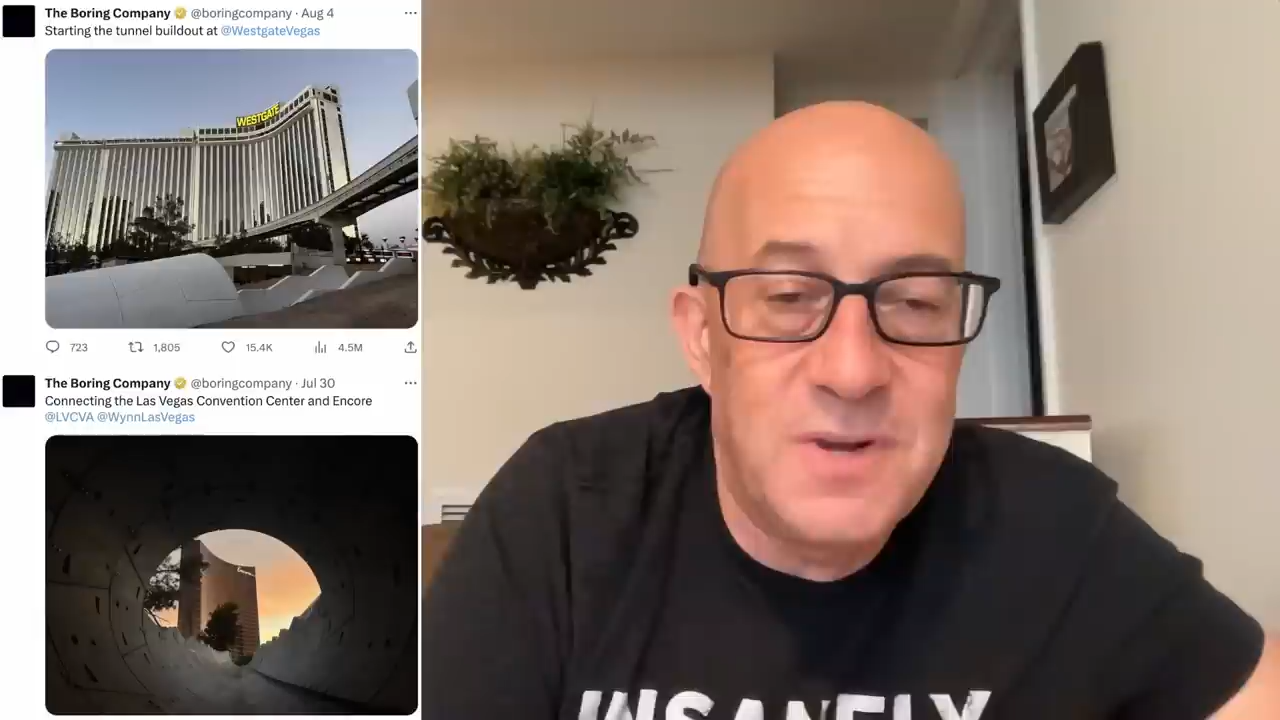 The Boring Company @boringcompany · Aug 4
Starting the tunnel buildout at @WestgateVegas
WESTGATE
723 1,805 15.4K 4.5M
The Boring Company @boringcompany · Jul 30
Connecting the Las Vegas Convention Center and Encore
@LVCVA @WynnLasVegas
INSANELY